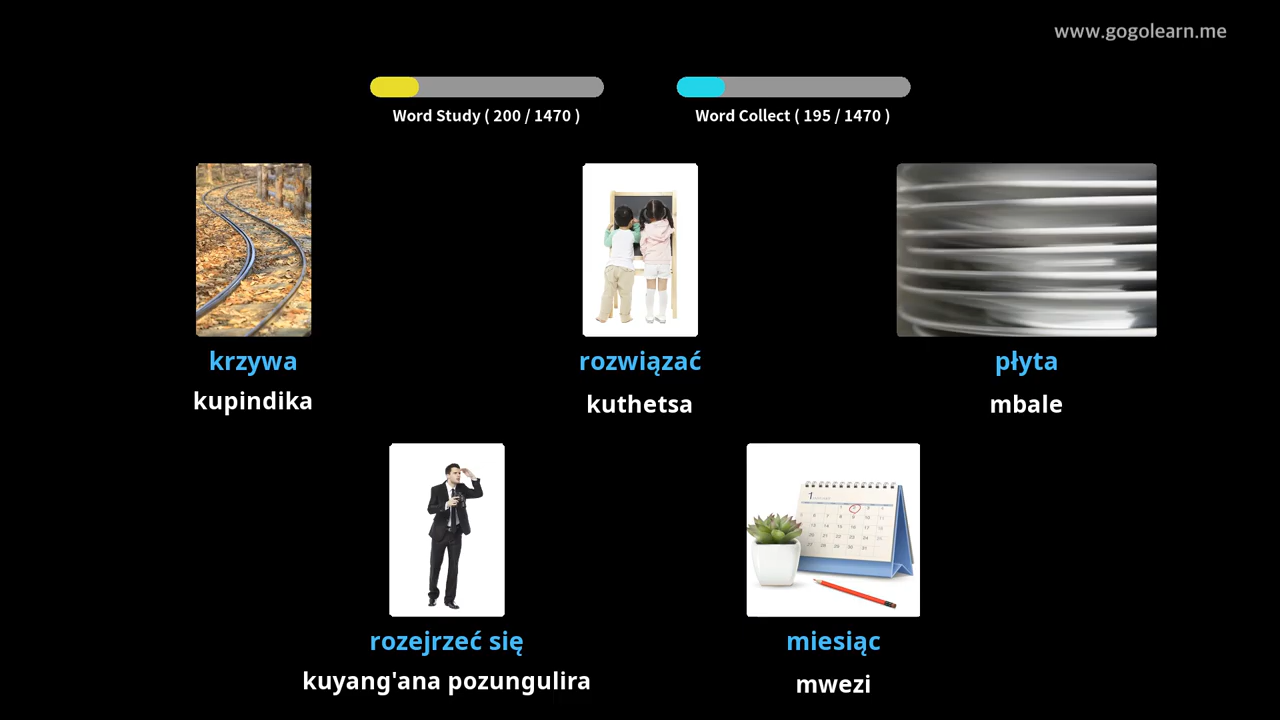 www.gogolearn.me
Word Study ( 200 / 1470 )
Word Collect ( 195 / 1470 )
krzywa
kupindika
rozwiązać
kuthetsa
płyta
mbale
rozejrzeć się
kuyang'ana pozungulira
miesiąc
mwezi